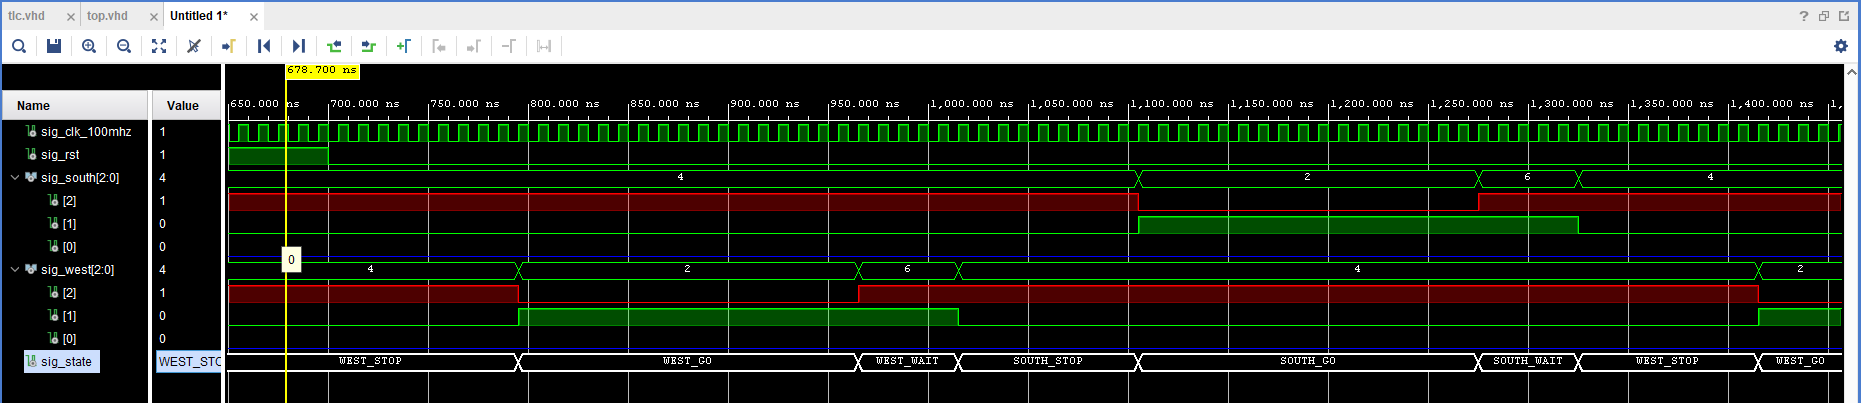 tlc.vhd × top.vhd × Untitled 1* ×
?
678.700 ns
Name Value 650.000 ns 700.000 ns 750.000 ns 800.000 ns 850.000 ns 900.000 ns 950.000 ns 1,000.000 ns 1,050.000 ns 1,100.000 ns 1,150.000 ns 1,200.000 ns 1,250.000 ns 1,300.000 ns 1,350.000 ns 1,400.000 ns 1,
sig_clk_100mhz 1
sig_rst 1
sig_south[2:0] 4 4 2 6 4
[2] 1
[1] 0
[0] 0
0
sig_west[2:0] 4 4 2 6 4 2
[2] 1
[1] 0
[0] 0
sig_state WEST_STO WEST_STOP WEST_GO WEST_WAIT SOUTH_STOP SOUTH_GO SOUTH_WAIT WEST_STOP WEST_GO